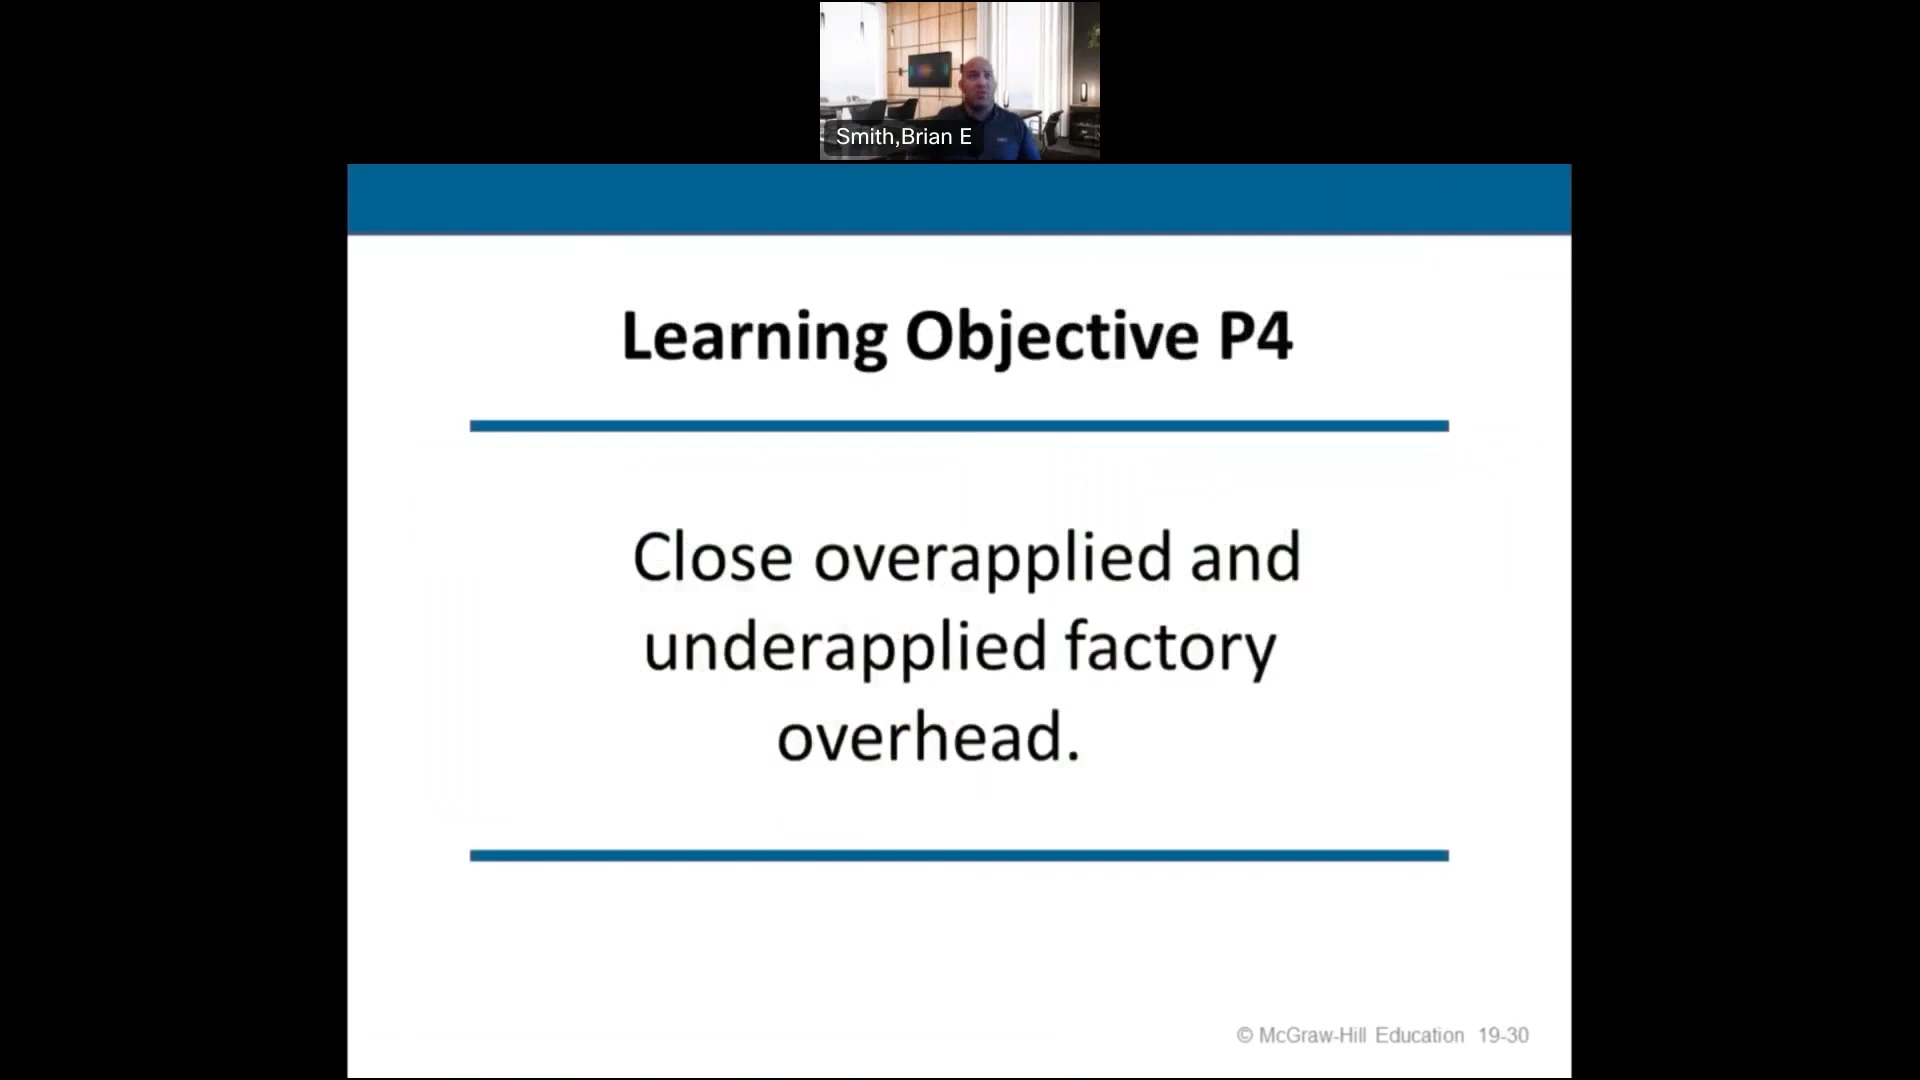 Smith,Brian E
Learning Objective P4
Close overapplied and
underapplied factory
overhead.
© McGraw-Hill Education 19-30